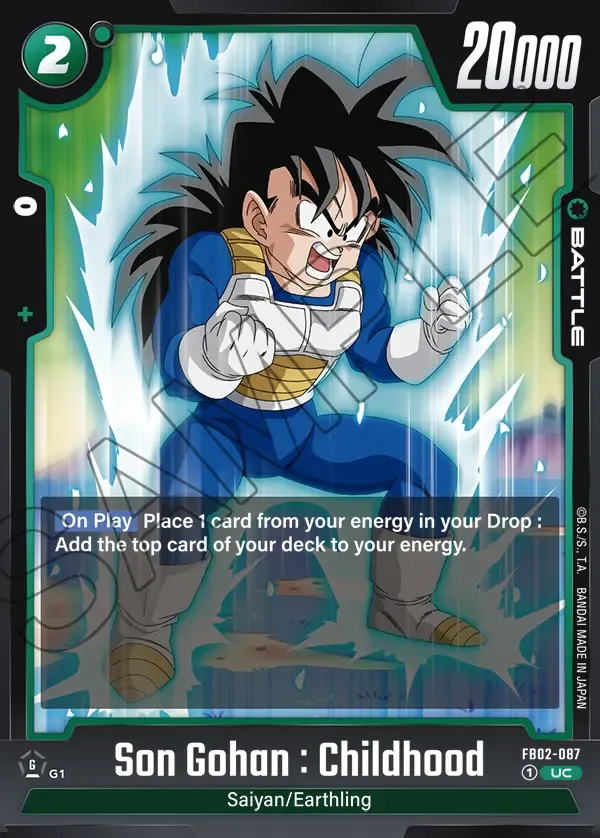 2
20000
0
+
BATTLE
On Play Place 1 card from your energy in your Drop :
Add the top card of your deck to your energy.
SAMPLE
©B.S./S., T.A. BANDAI MADE IN JAPAN
G G1
Son Gohan : Childhood
FB02-087
1 UC
Saiyan/Earthling